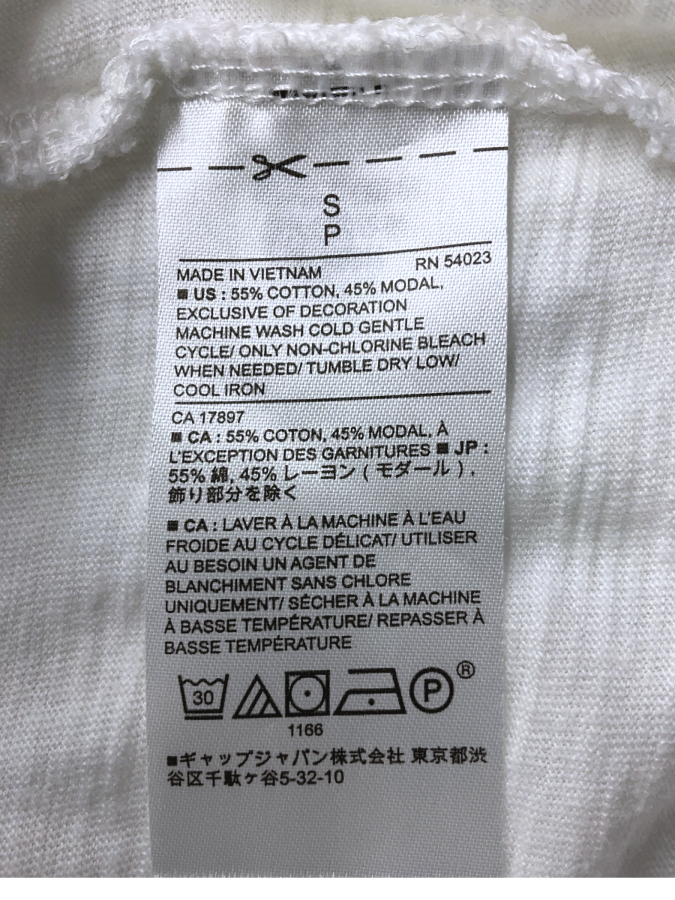 S
P
MADE IN VIETNAM RN 54023
■ US : 55% COTTON, 45% MODAL,
EXCLUSIVE OF DECORATION
MACHINE WASH COLD GENTLE
CYCLE/ ONLY NON-CHLORINE BLEACH
WHEN NEEDED/ TUMBLE DRY LOW/
COOL IRON
CA 17897
■ CA : 55% COTON, 45% MODAL, À
L'EXCEPTION DES GARNITURES ■ JP :
55% 綿, 45% レーヨン ( モダール ) ,
飾り部分を除く
■ CA : LAVER À LA MACHINE À L'EAU
FROIDE AU CYCLE DÉLICAT/ UTILISER
AU BESOIN UN AGENT DE
BLANCHIMENT SANS CHLORE
UNIQUEMENT/ SÉCHER À LA MACHINE
À BASSE TEMPÉRATURE/ REPASSER À
BASSE TEMPÉRATURE
30 P ®
1166
■ギャップジャパン株式会社 東京都渋
谷区千駄ヶ谷5-32-10